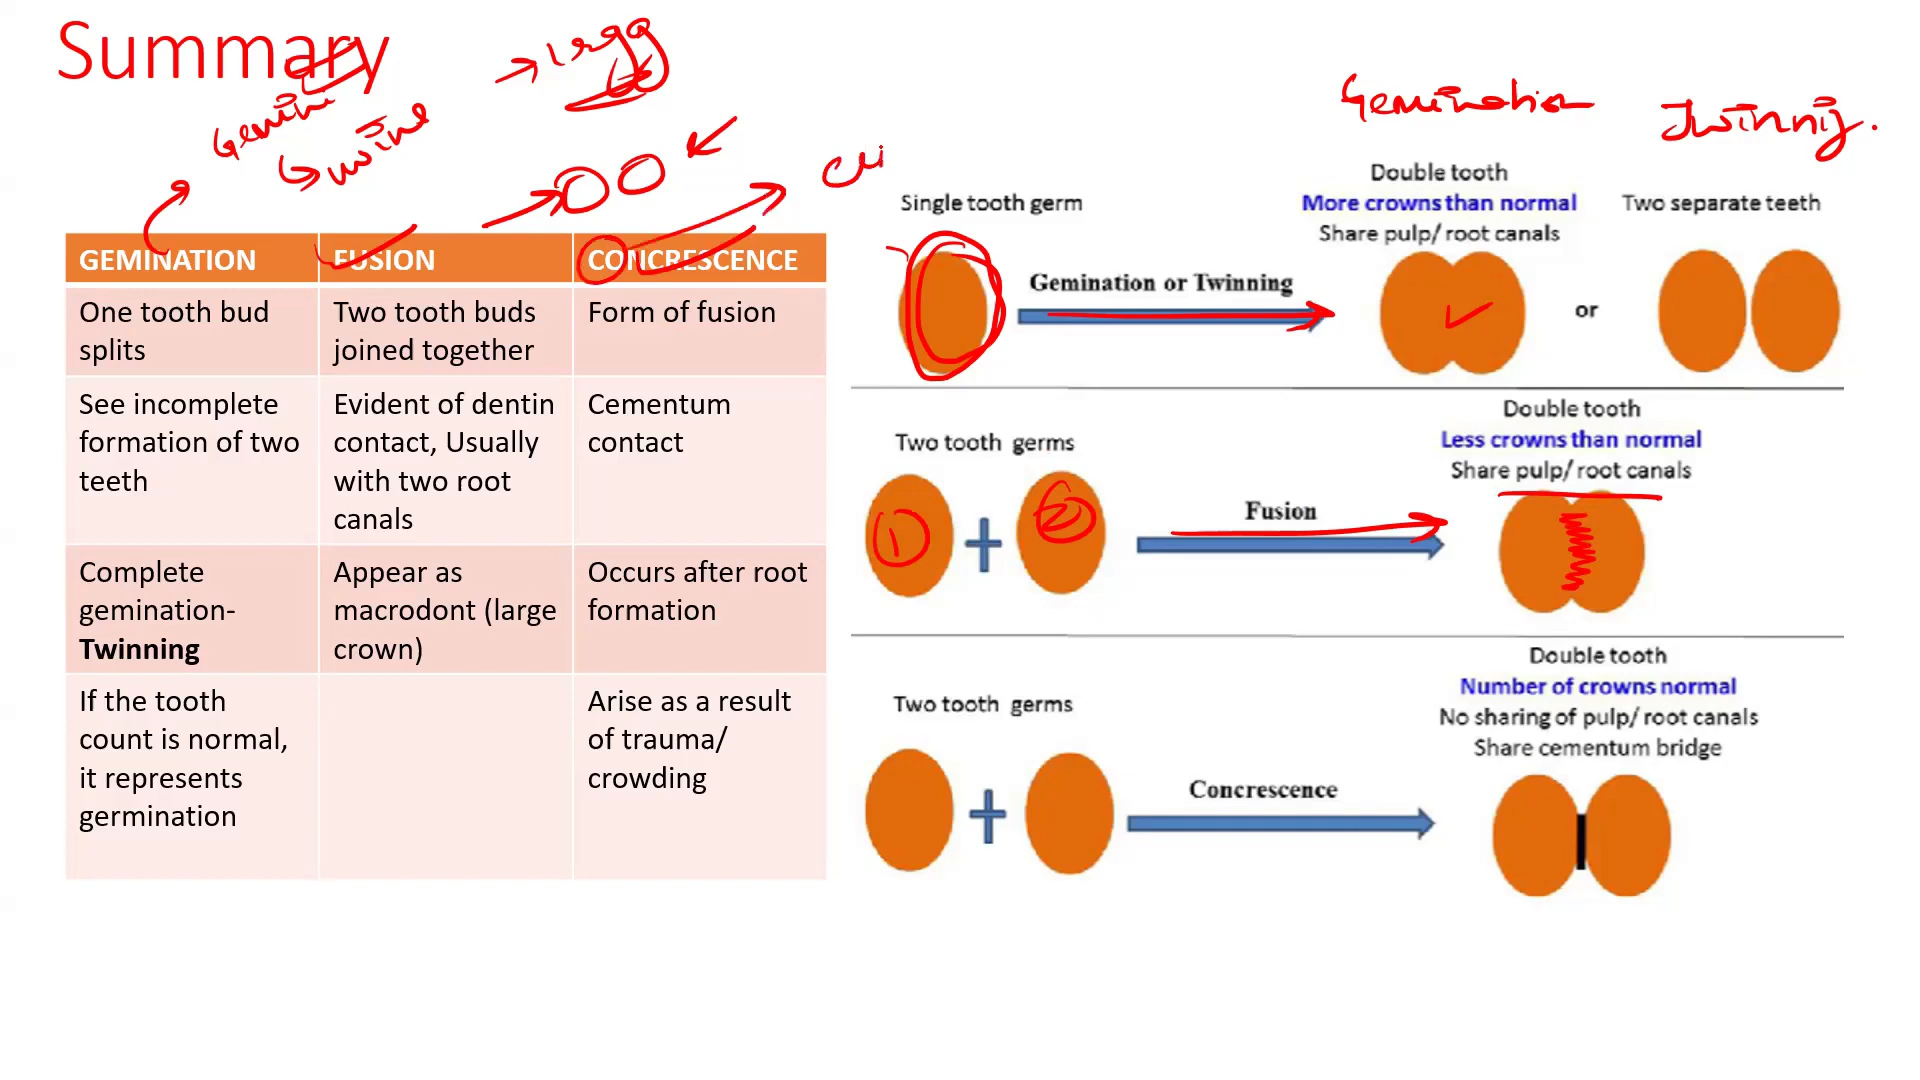 Summary
Gemini
twins
GEMINATION
FUSION
CONCRESCENCE
One tooth bud
splits
Two tooth buds
joined together
Form of fusion
See incomplete
formation of two
teeth
Evident of dentin
contact, Usually
with two root
canals
Cementum
contact
Complete
gemination-
Twinning
Appear as
macrodont (large
crown)
Occurs after root
formation
If the tooth
count is normal,
it represents
germination
Arise as a result
of trauma/
crowding
Gemination
Twinnig.
Single tooth germ
Gemination or Twinning
Double tooth
More crowns than normal
Share pulp/ root canals
or
Two separate teeth
Two tooth germs
1
2
Fusion
Double tooth
Less crowns than normal
Share pulp/ root canals
Two tooth germs
Concrescence
Double tooth
Number of crowns normal
No sharing of pulp/ root canals
Share cementum bridge